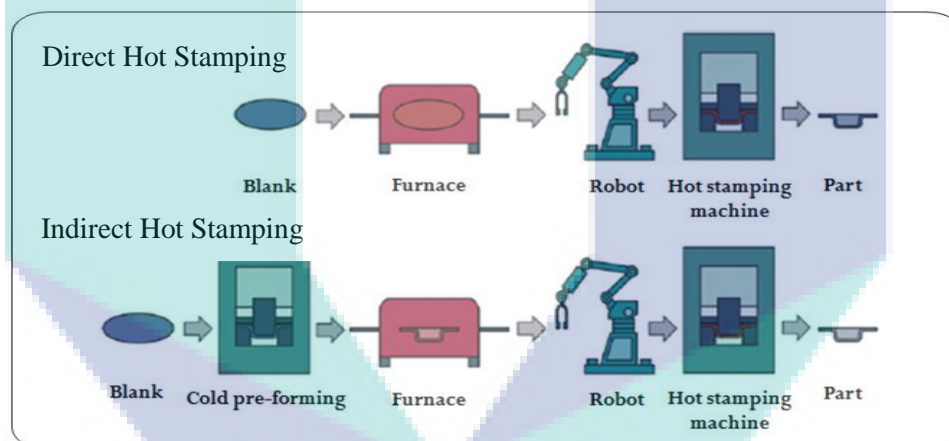 Direct Hot Stamping
Blank
Furnace
Robot
Hot stamping
machine
Part
Indirect Hot Stamping
Blank
Cold pre-forming
Furnace
Robot
Hot stamping
machine
Part